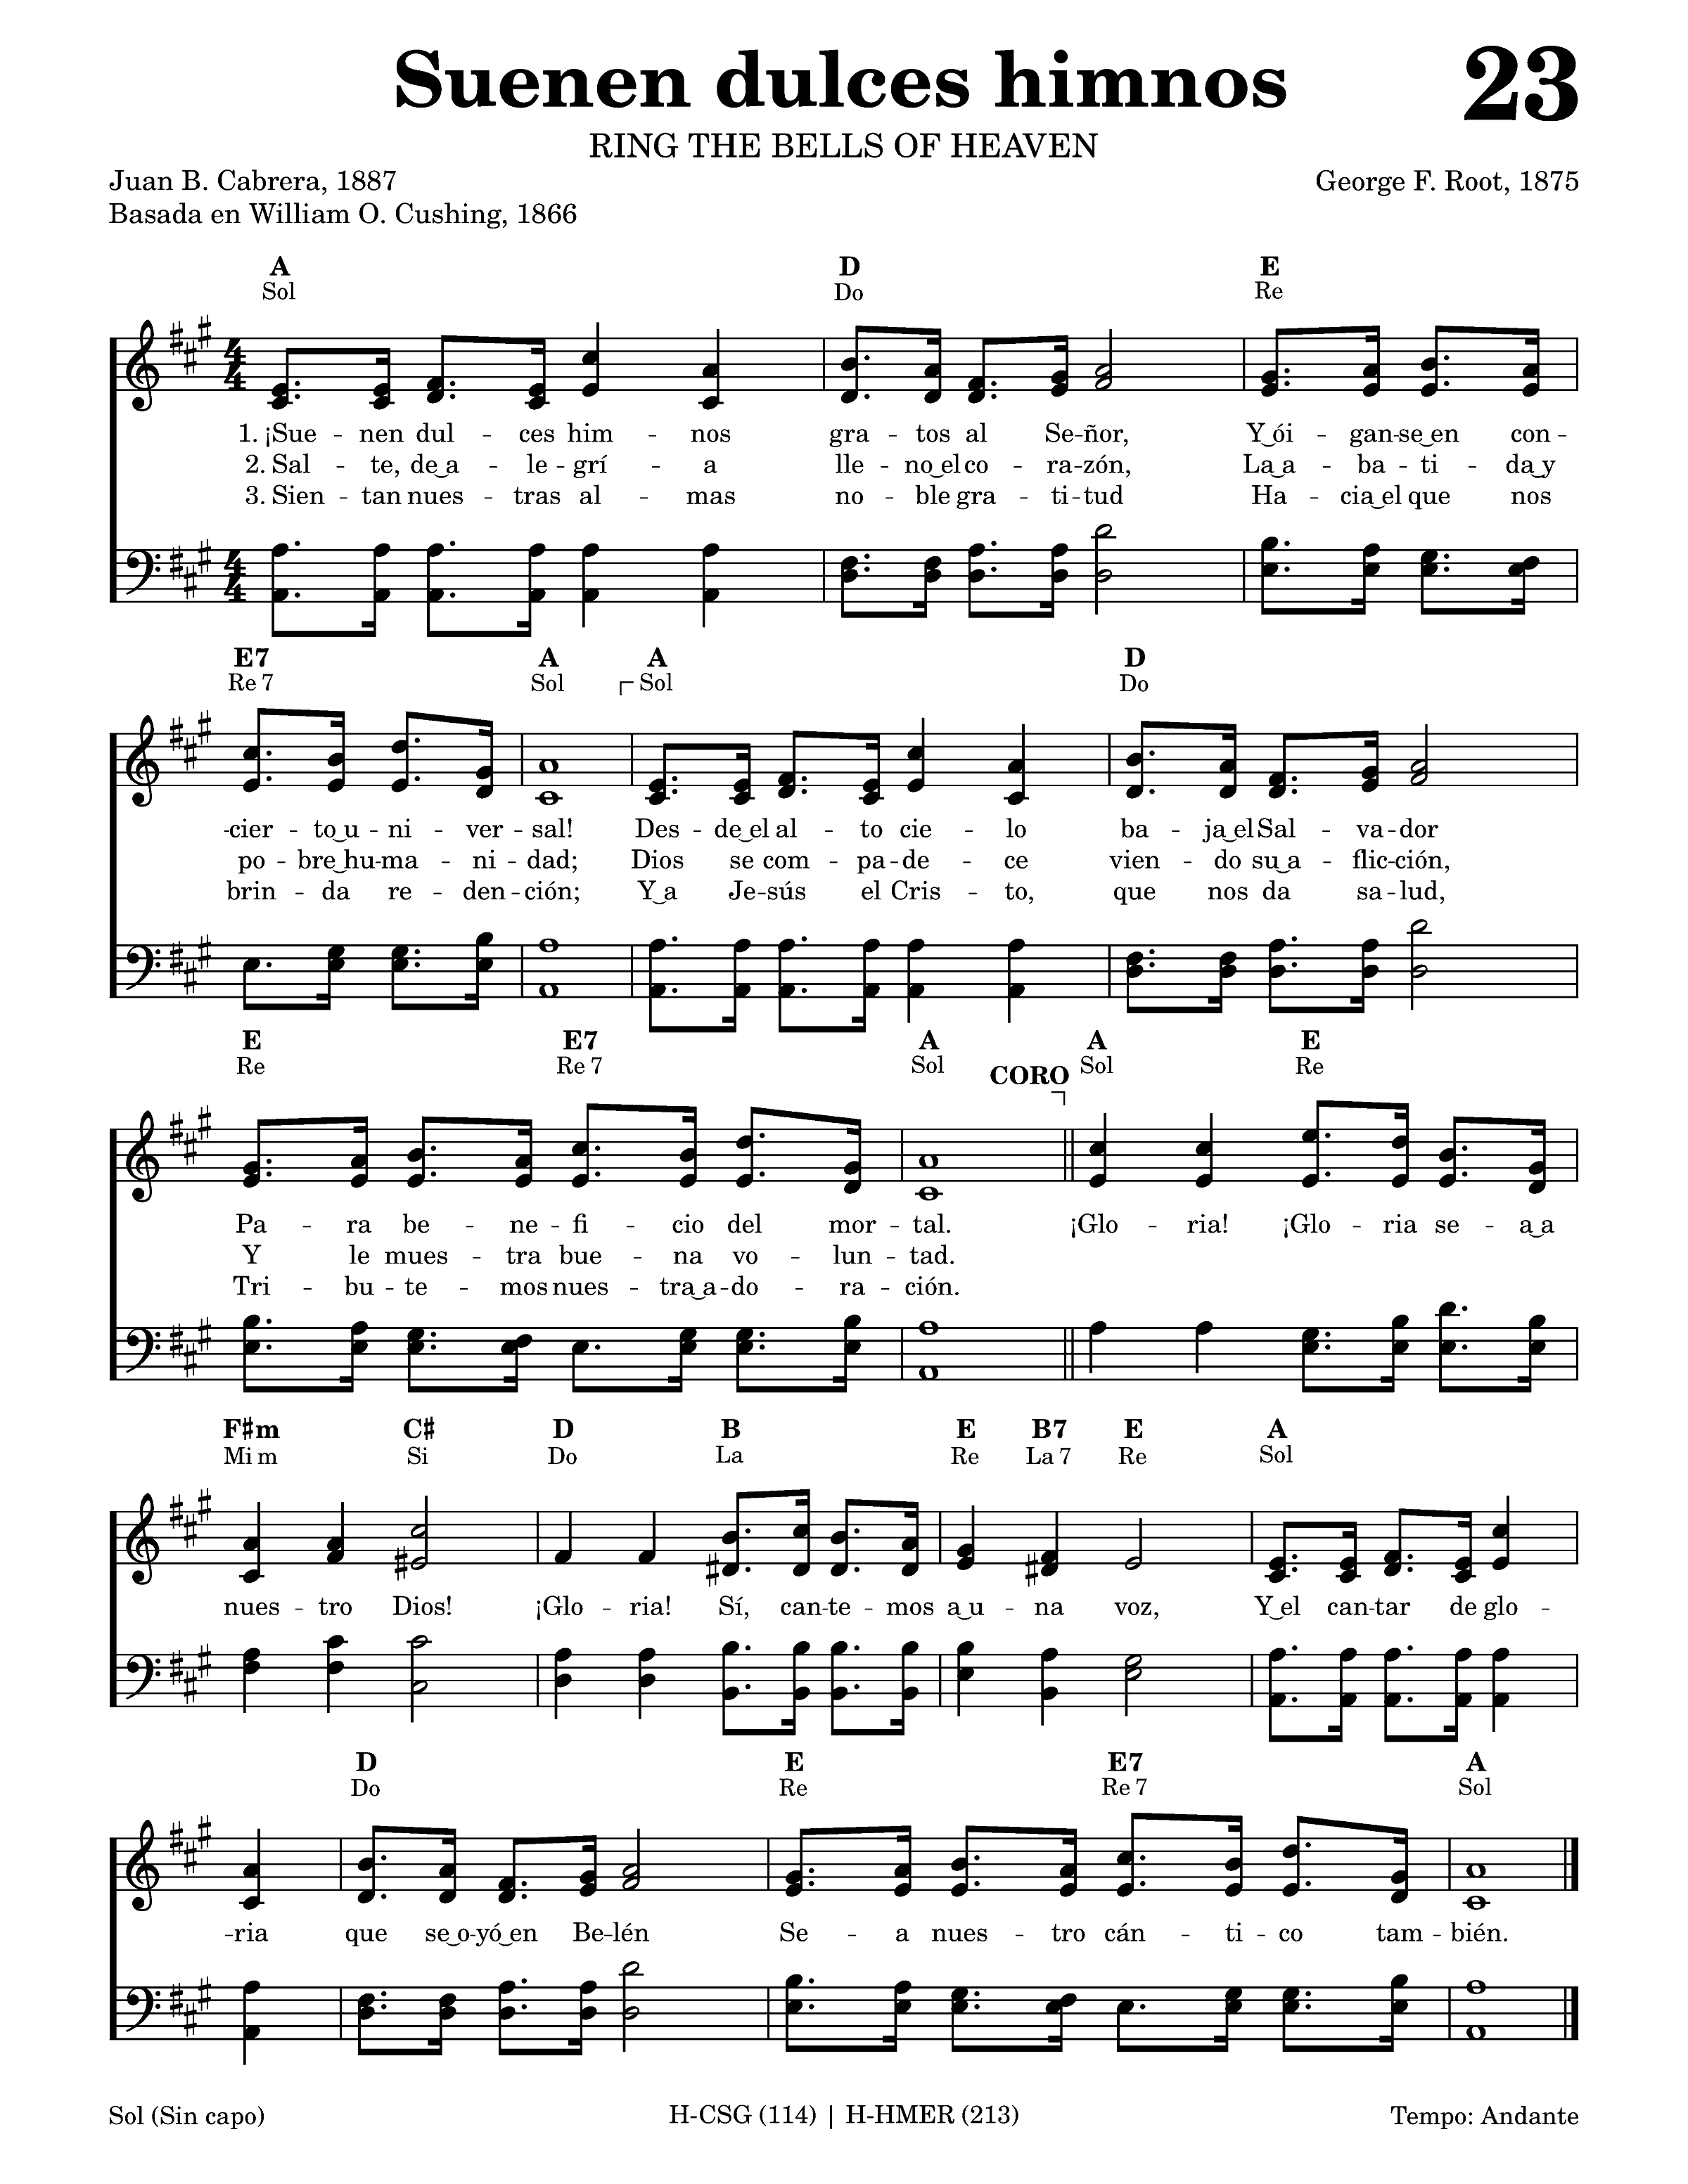 Suenen dulces himnos
23
RING THE BELLS OF HEAVEN
Juan B. Cabrera, 1887
George F. Root, 1875
Basada en William O. Cushing, 1866
A D E
Sol Do Re
4 4
1. ¡Sue - nen dul - ces him - nos gra - tos al Se - ñor, Y‿ói - gan - se‿en con -
2. Sal - te, de‿a - le - grí - a lle - no‿el co - ra - zón, La‿a - ba - ti - da‿y
3. Sien - tan nues - tras al - mas no - ble gra - ti - tud Ha - cia‿el que nos
4 4
E7 A A D
Re 7 Sol Sol Do
-cier - to‿u - ni - ver - sal! Des - de‿el al - to cie - lo ba - ja‿el Sal - va - dor
po - bre‿hu - ma - ni - dad; Dios se com - pa - de - ce vien - do su‿a - flic - ción,
brin - da re - den - ción; Y‿a Je - sús el Cris - to, que nos da sa - lud,
E E7 A A E
Re Re 7 Sol Sol Re
CORO
Pa - ra be - ne - fi - cio del mor - tal. ¡Glo - ria! ¡Glo - ria se - a‿a
Y le mues - tra bue - na vo - lun - tad.
Tri - bu - te - mos nues - tra‿a - do - ra - ción.
F♯m C♯ D B E B7 E A
Mi m Si Do La Re La 7 Re Sol
nues - tro Dios! ¡Glo - ria! Sí, can - te - mos a‿u - na voz, Y‿el can - tar de glo -
D E E7 A
Do Re Re 7 Sol
-ria que se‿o - yó‿en Be - lén Se - a nues - tro cán - ti - co tam - bién.
Sol (Sin capo) H-CSG (114) | H-HMER (213) Tempo: Andante